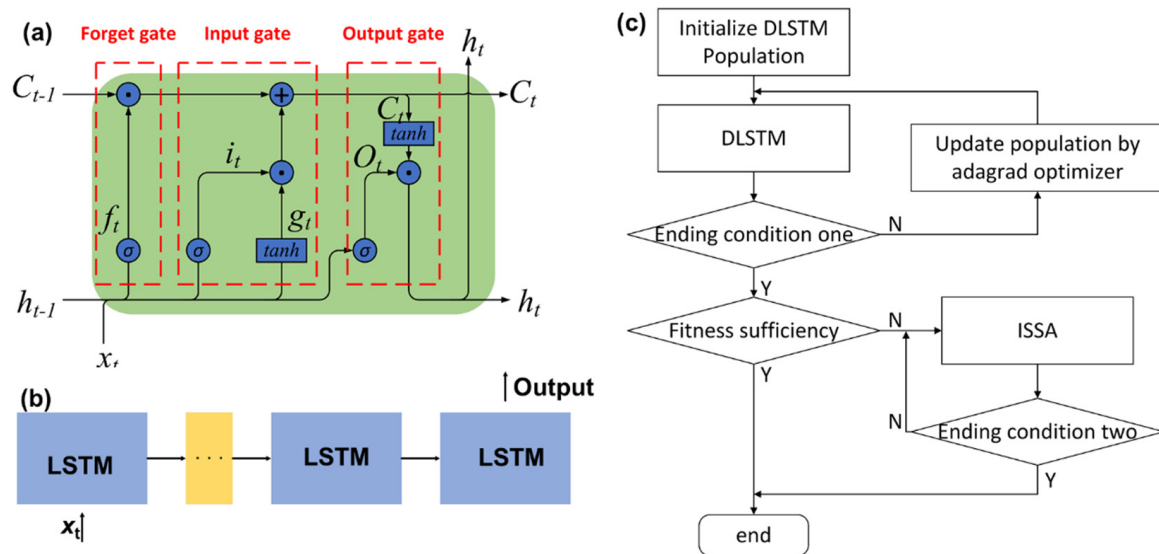 (a)
Forget gate
Input gate
Output gate
h_t
C_{t-1}
C_t
C_t
tanh
i_t
O_t
f_t
g_t
σ
σ
tanh
σ
h_{t-1}
h_t
x_t
(b)
Output
LSTM
...
LSTM
LSTM
x_t
(c)
Initialize DLSTM
Population
DLSTM
Update population by
adagrad optimizer
Ending condition one
N
Y
Fitness sufficiency
N
ISSA
Y
N
Ending condition two
Y
end